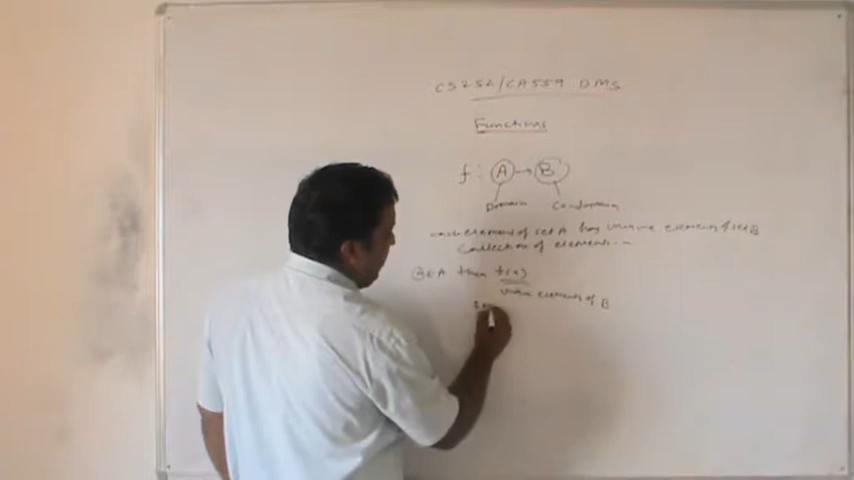 CS252/CA559 DMS
Functions
f : A → B
Domain Co-domain
each element of set A has unique element of set B
Collection of elements --
a ∈ A then f(a)
unique elements of B